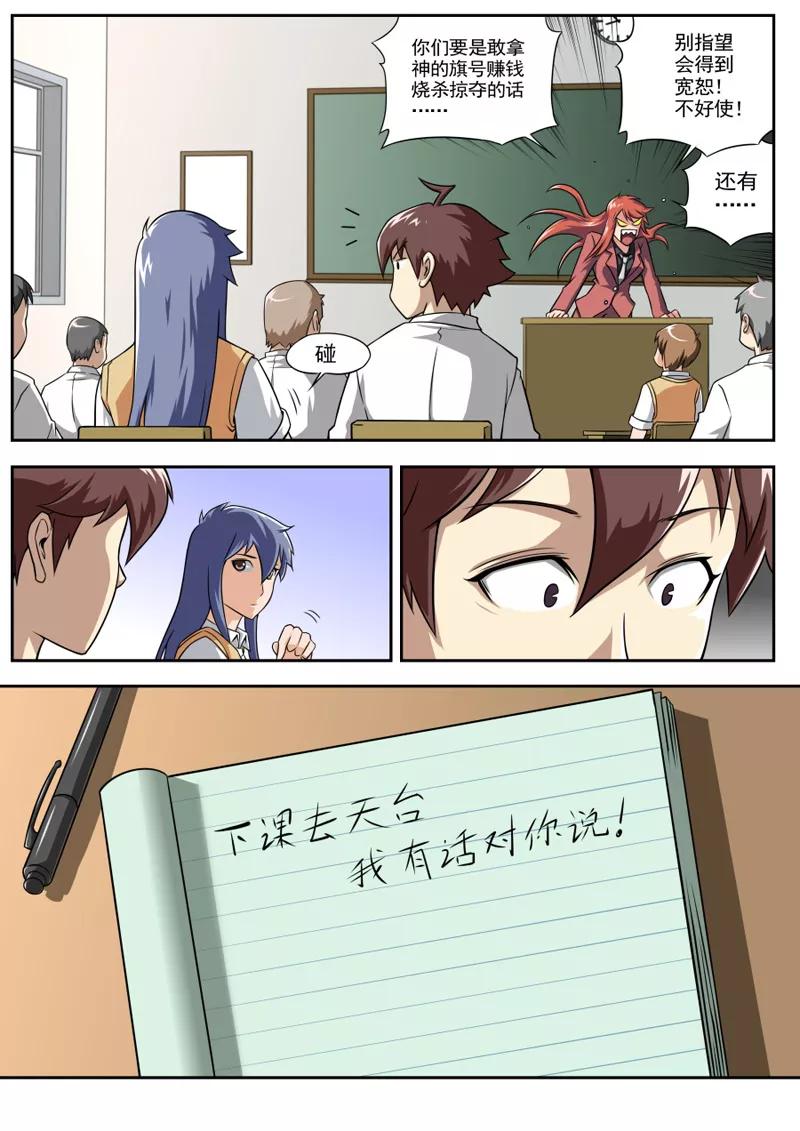 你们要是敢拿
神的旗号赚钱
烧杀掠夺的话
……
别指望
会得到
宽恕！
不好使！
还有
……
碰
下课去天台
我有话对你说！